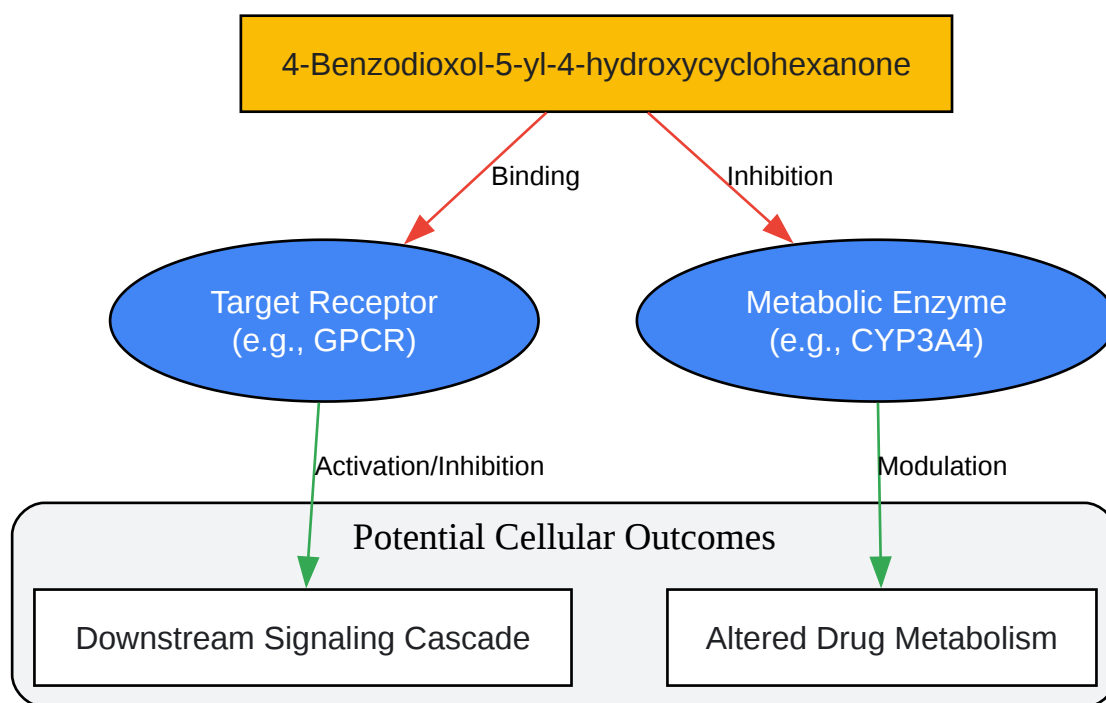 4-Benzodioxol-5-yl-4-hydroxycyclohexanone
Binding
Inhibition
Target Receptor
(e.g., GPCR)
Metabolic Enzyme
(e.g., CYP3A4)
Activation/Inhibition
Modulation
Potential Cellular Outcomes
Downstream Signaling Cascade
Altered Drug Metabolism